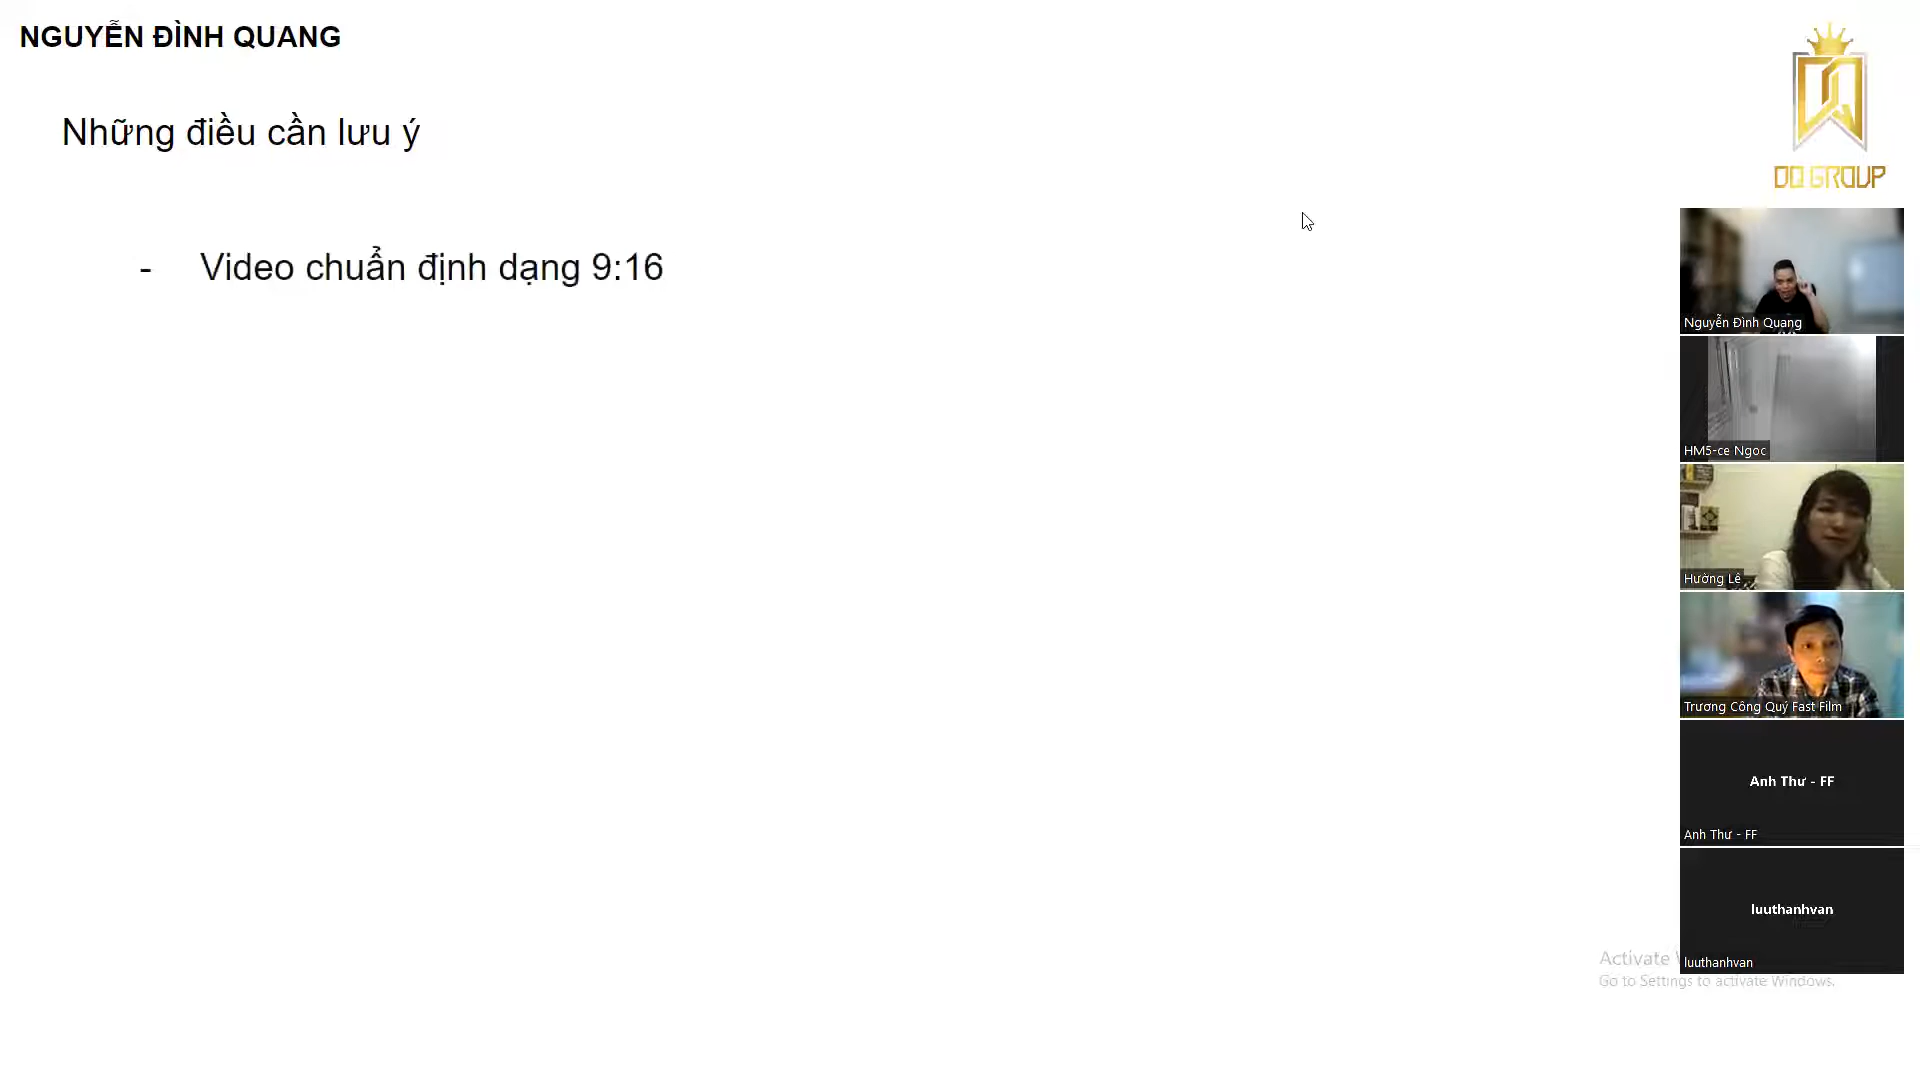 NGUYỄN ĐÌNH QUANG
DQ GROUP
Những điều cần lưu ý
- Video chuẩn định dạng 9:16
Nguyễn Đình Quang
HM5-ce Ngoc
Hường Lê
Trương Công Quý Fast Film
Anh Thư - FF
Anh Thư - FF
luuthanhvan
luuthanhvan
Activate
Go to Settings to activate Windows.